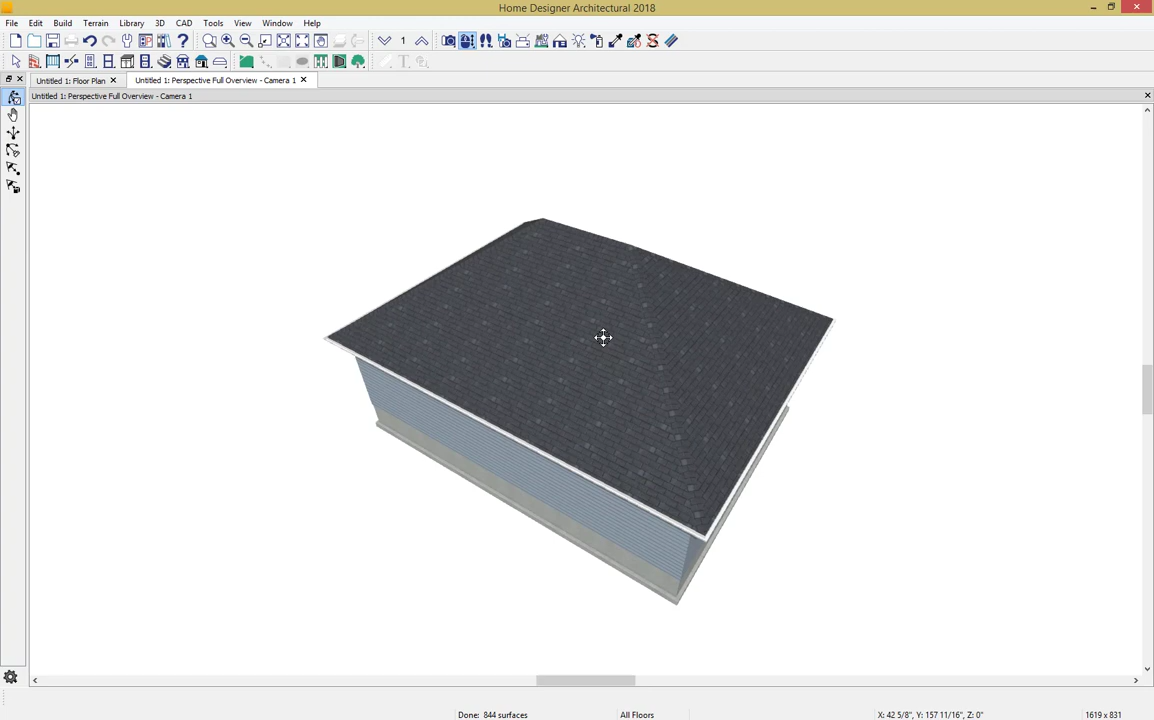 Home Designer Architectural 2018
File Edit Build Terrain Library 3D CAD Tools View Window Help
1
Untitled 1: Floor Plan Untitled 1: Perspective Full Overview - Camera 1
Untitled 1: Perspective Full Overview - Camera 1
Done: 844 surfaces All Floors X: 42 5/8", Y: 157 11/16", Z: 0" 1619 x 831